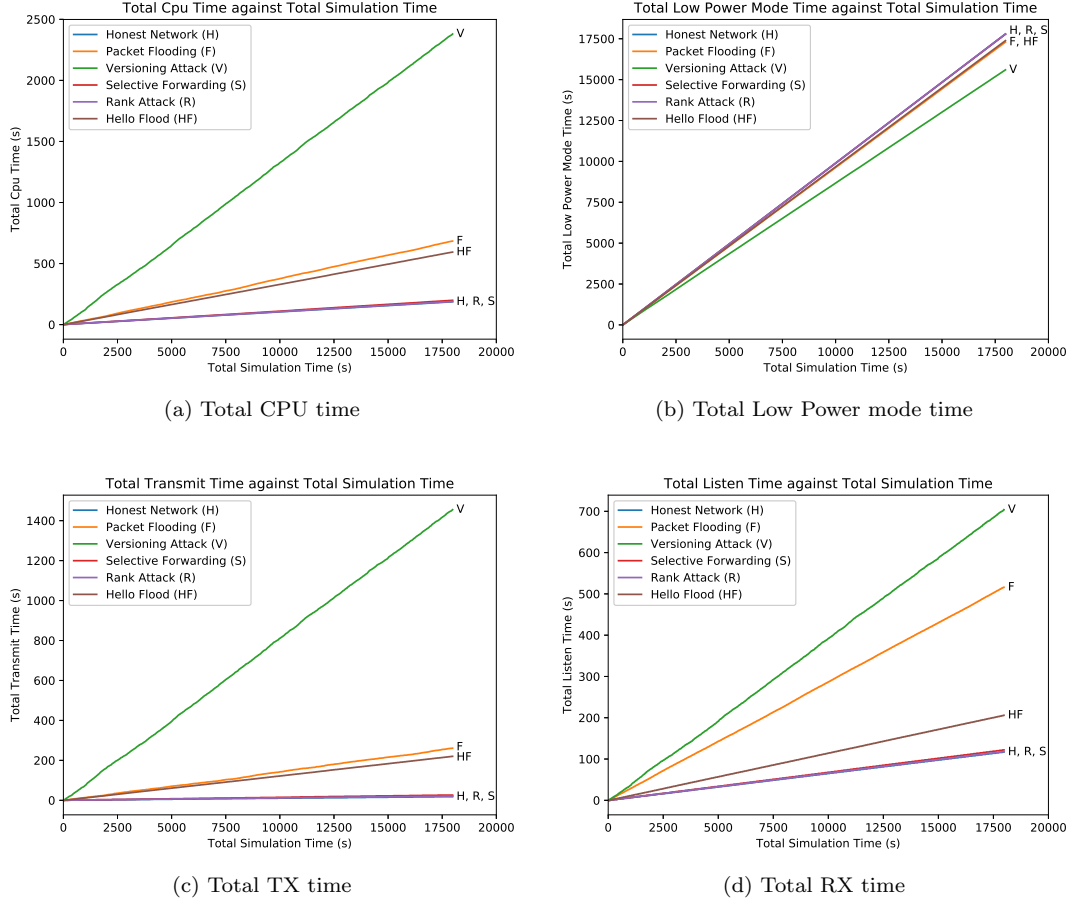 Total Cpu Time against Total Simulation Time
Total Cpu Time (s)
2500
2000
1500
1000
500
0
Honest Network (H)
Packet Flooding (F)
Versioning Attack (V)
Selective Forwarding (S)
Rank Attack (R)
Hello Flood (HF)
V
F
HF
H, R, S
0 2500 5000 7500 10000 12500 15000 17500 20000
Total Simulation Time (s)
(a) Total CPU time
Total Low Power Mode Time against Total Simulation Time
Total Low Power Mode Time (s)
17500
15000
12500
10000
7500
5000
2500
0
Honest Network (H)
Packet Flooding (F)
Versioning Attack (V)
Selective Forwarding (S)
Rank Attack (R)
Hello Flood (HF)
H, R, S
F, HF
V
0 2500 5000 7500 10000 12500 15000 17500 20000
Total Simulation Time (s)
(b) Total Low Power mode time
Total Transmit Time against Total Simulation Time
Total Transmit Time (s)
1400
1200
1000
800
600
400
200
0
Honest Network (H)
Packet Flooding (F)
Versioning Attack (V)
Selective Forwarding (S)
Rank Attack (R)
Hello Flood (HF)
V
F
HF
H, R, S
0 2500 5000 7500 10000 12500 15000 17500 20000
Total Simulation Time (s)
(c) Total TX time
Total Listen Time against Total Simulation Time
Total Listen Time (s)
700
600
500
400
300
200
100
0
Honest Network (H)
Packet Flooding (F)
Versioning Attack (V)
Selective Forwarding (S)
Rank Attack (R)
Hello Flood (HF)
V
F
HF
H, R, S
0 2500 5000 7500 10000 12500 15000 17500 20000
Total Simulation Time (s)
(d) Total RX time